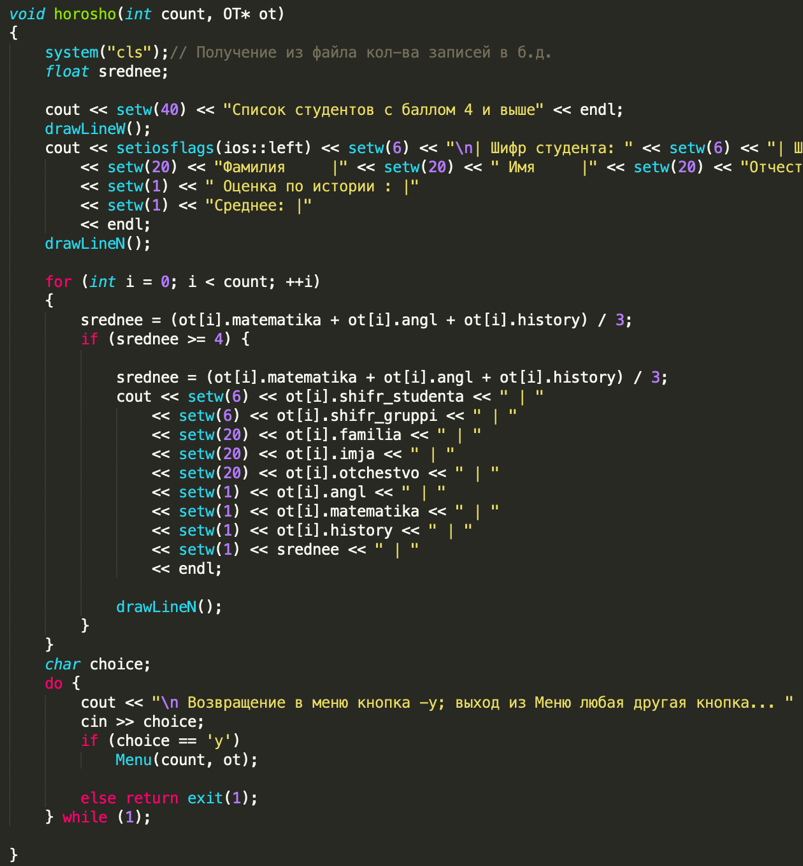 void horosho(int count, OT* ot)
{
    system("cls");// Получение из файла кол-ва записей в б.д.
    float srednee;

    cout << setw(40) << "Список студентов с баллом 4 и выше" << endl;
    drawLineW();
    cout << setiosflags(ios::left) << setw(6) << "\n| Шифр студента: " << setw(6) << "| Ш
        << setw(20) << "Фамилия     |" << setw(20) << " Имя     |" << setw(20) << "Отчест
        << setw(1) << " Оценка по истории : |"
        << setw(1) << "Среднее: |"
        << endl;
    drawLineN();

    for (int i = 0; i < count; ++i)
    {
        srednee = (ot[i].matematika + ot[i].angl + ot[i].history) / 3;
        if (srednee >= 4) {

            srednee = (ot[i].matematika + ot[i].angl + ot[i].history) / 3;
            cout << setw(6) << ot[i].shifr_studenta << " | "
                << setw(6) << ot[i].shifr_gruppi << " | "
                << setw(20) << ot[i].familia << " | "
                << setw(20) << ot[i].imja << " | "
                << setw(20) << ot[i].otchestvo << " | "
                << setw(1) << ot[i].angl << " | "
                << setw(1) << ot[i].matematika << " | "
                << setw(1) << ot[i].history << " | "
                << setw(1) << srednee << " | "
                << endl;

            drawLineN();
        }
    }
    char choice;
    do {
        cout << "\n Возвращение в меню кнопка -y; выход из Меню любая другая кнопка... "
        cin >> choice;
        if (choice == 'y')
            Menu(count, ot);

        else return exit(1);
    } while (1);

}